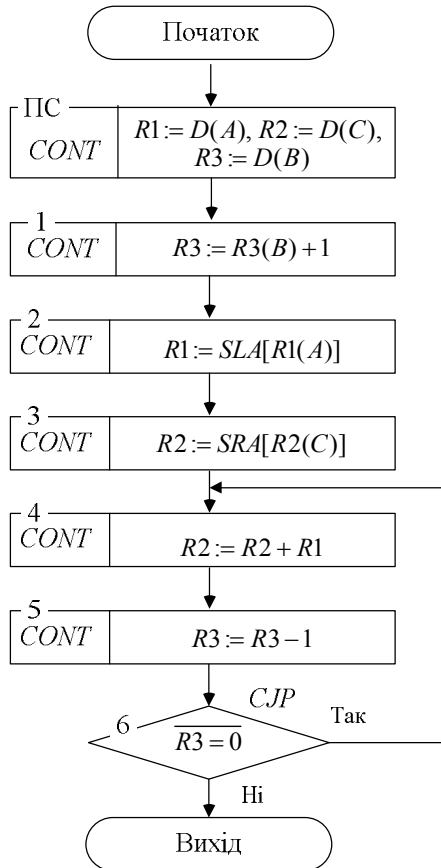 Початок
ПС
CONT
R1 := D(A), R2 := D(C),
R3 := D(B)
1
CONT
R3 := R3(B) + 1
2
CONT
R1 := SLA[R1(A)]
3
CONT
R2 := SRA[R2(C)]
4
CONT
R2 := R2 + R1
5
CONT
R3 := R3 − 1
CJP
6
R̅3̅ ̅=̅ ̅0̅
Так
Ні
Вихід